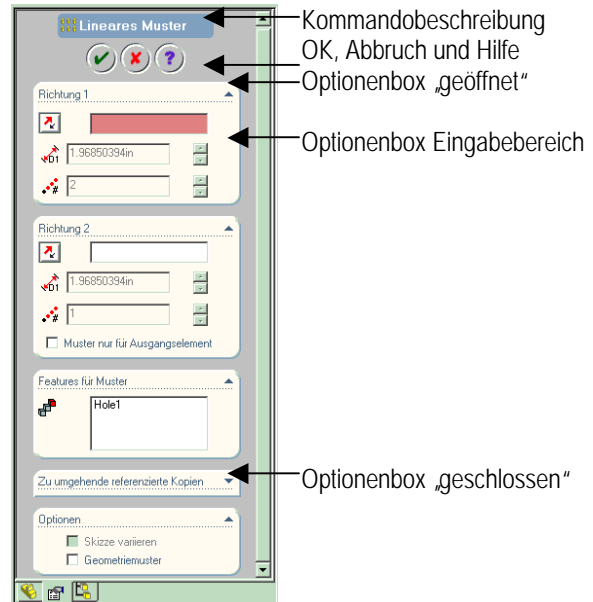 Lineares Muster
Kommandobeschreibung
OK, Abbruch und Hilfe
?
Optionenbox „geöffnet“
Richtung 1
Optionenbox Eingabebereich
D1 1.96850394in
# 2
Richtung 2
D1 1.96850394in
# 1
Muster nur für Ausgangselement
Features für Muster
Hole1
Zu umgehende referenzierte Kopien
Optionenbox „geschlossen“
Optionen
Skizze variieren
Geometriemuster